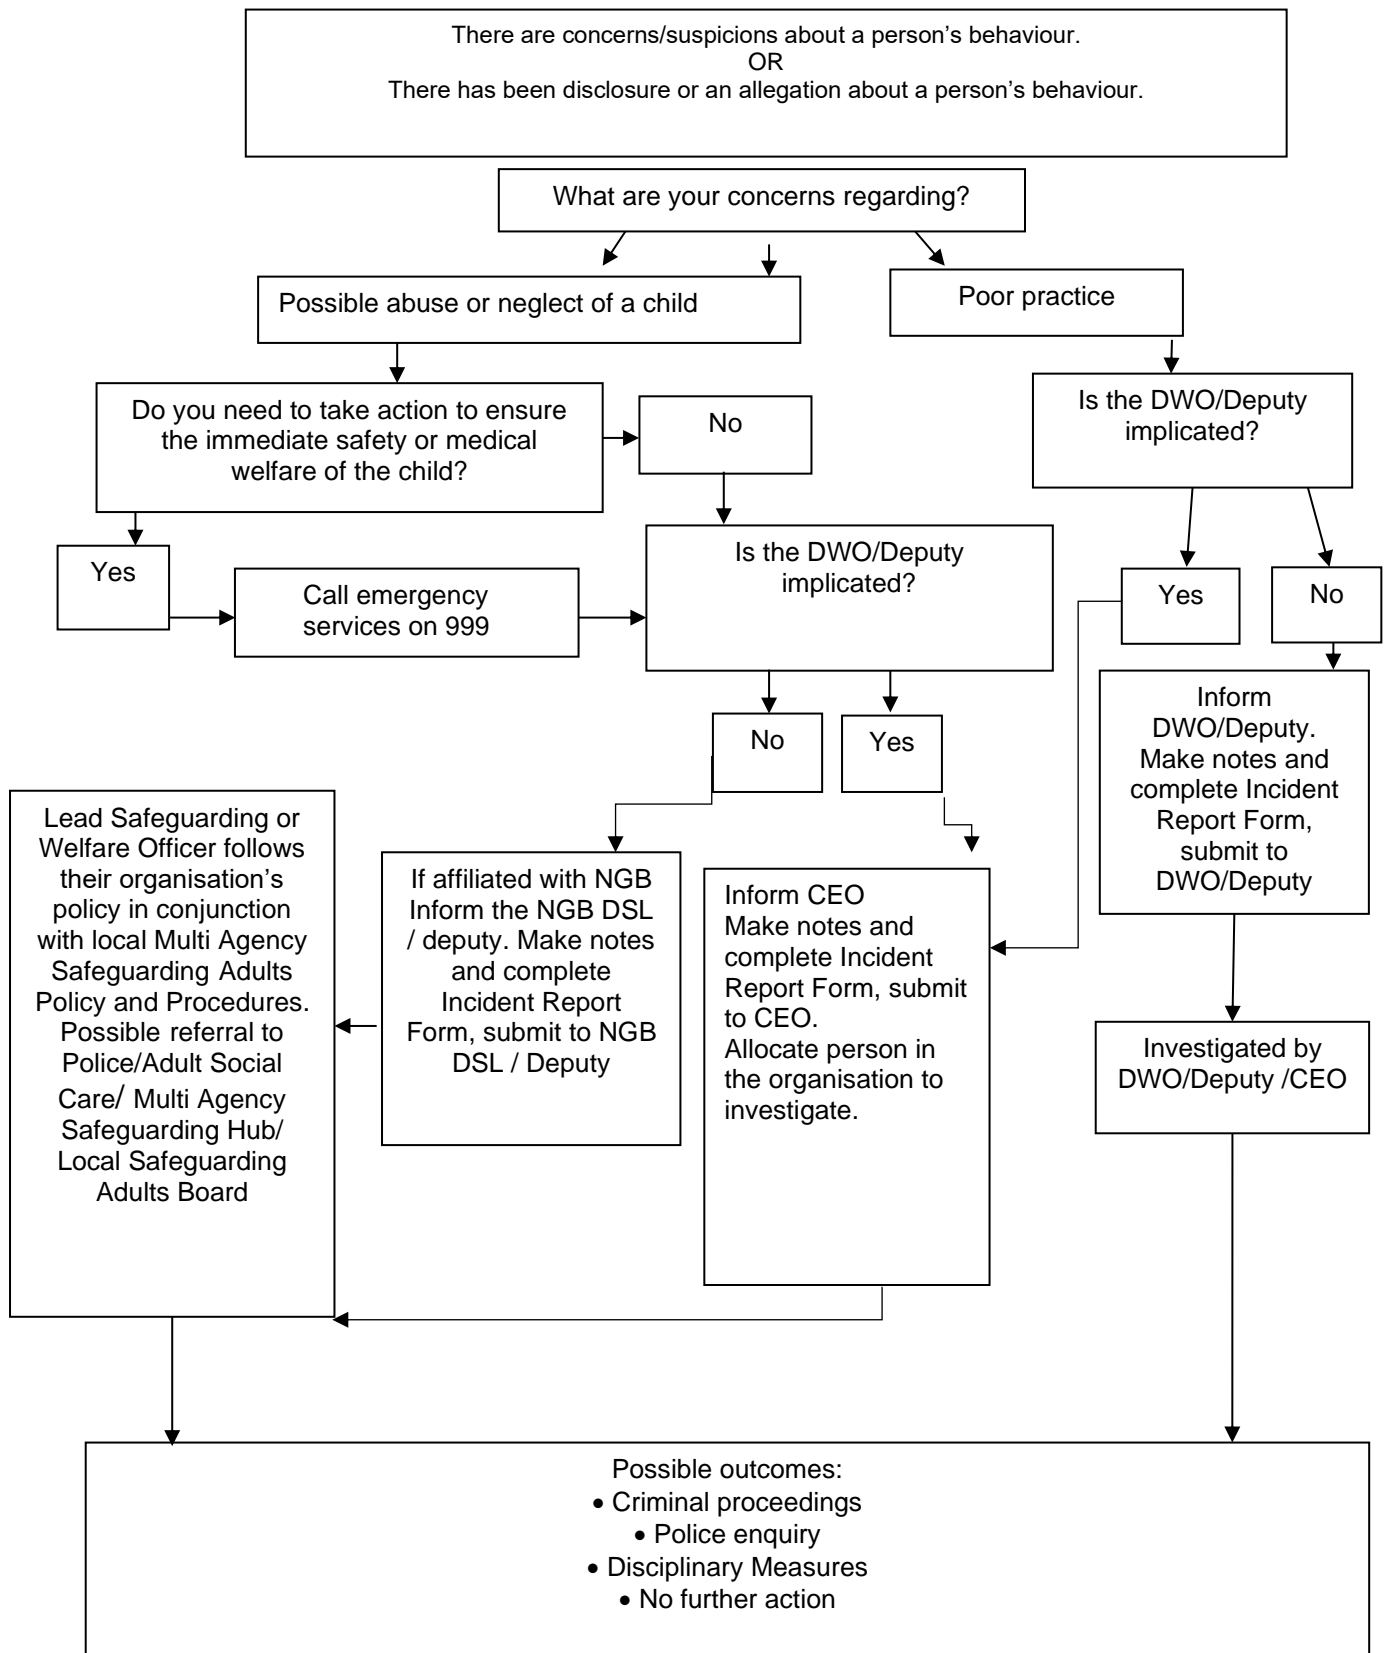 There are concerns/suspicions about a person’s behaviour.
OR
There has been disclosure or an allegation about a person’s behaviour.
What are your concerns regarding?
Possible abuse or neglect of a child
Poor practice
Do you need to take action to ensure
the immediate safety or medical
welfare of the child?
No
Is the DWO/Deputy
implicated?
Yes
Call emergency
services on 999
Is the DWO/Deputy
implicated?
Yes
No
No
Yes
Inform
DWO/Deputy.
Make notes and
complete Incident
Report Form,
submit to
DWO/Deputy
Lead Safeguarding or
Welfare Officer follows
their organisation’s
policy in conjunction
with local Multi Agency
Safeguarding Adults
Policy and Procedures.
Possible referral to
Police/Adult Social
Care/ Multi Agency
Safeguarding Hub/
Local Safeguarding
Adults Board
If affiliated with NGB
Inform the NGB DSL
/ deputy. Make notes
and complete
Incident Report
Form, submit to NGB
DSL / Deputy
Inform CEO
Make notes and
complete Incident
Report Form, submit
to CEO.
Allocate person in
the organisation to
investigate.
Investigated by
DWO/Deputy /CEO
Possible outcomes:
• Criminal proceedings
• Police enquiry
• Disciplinary Measures
• No further action